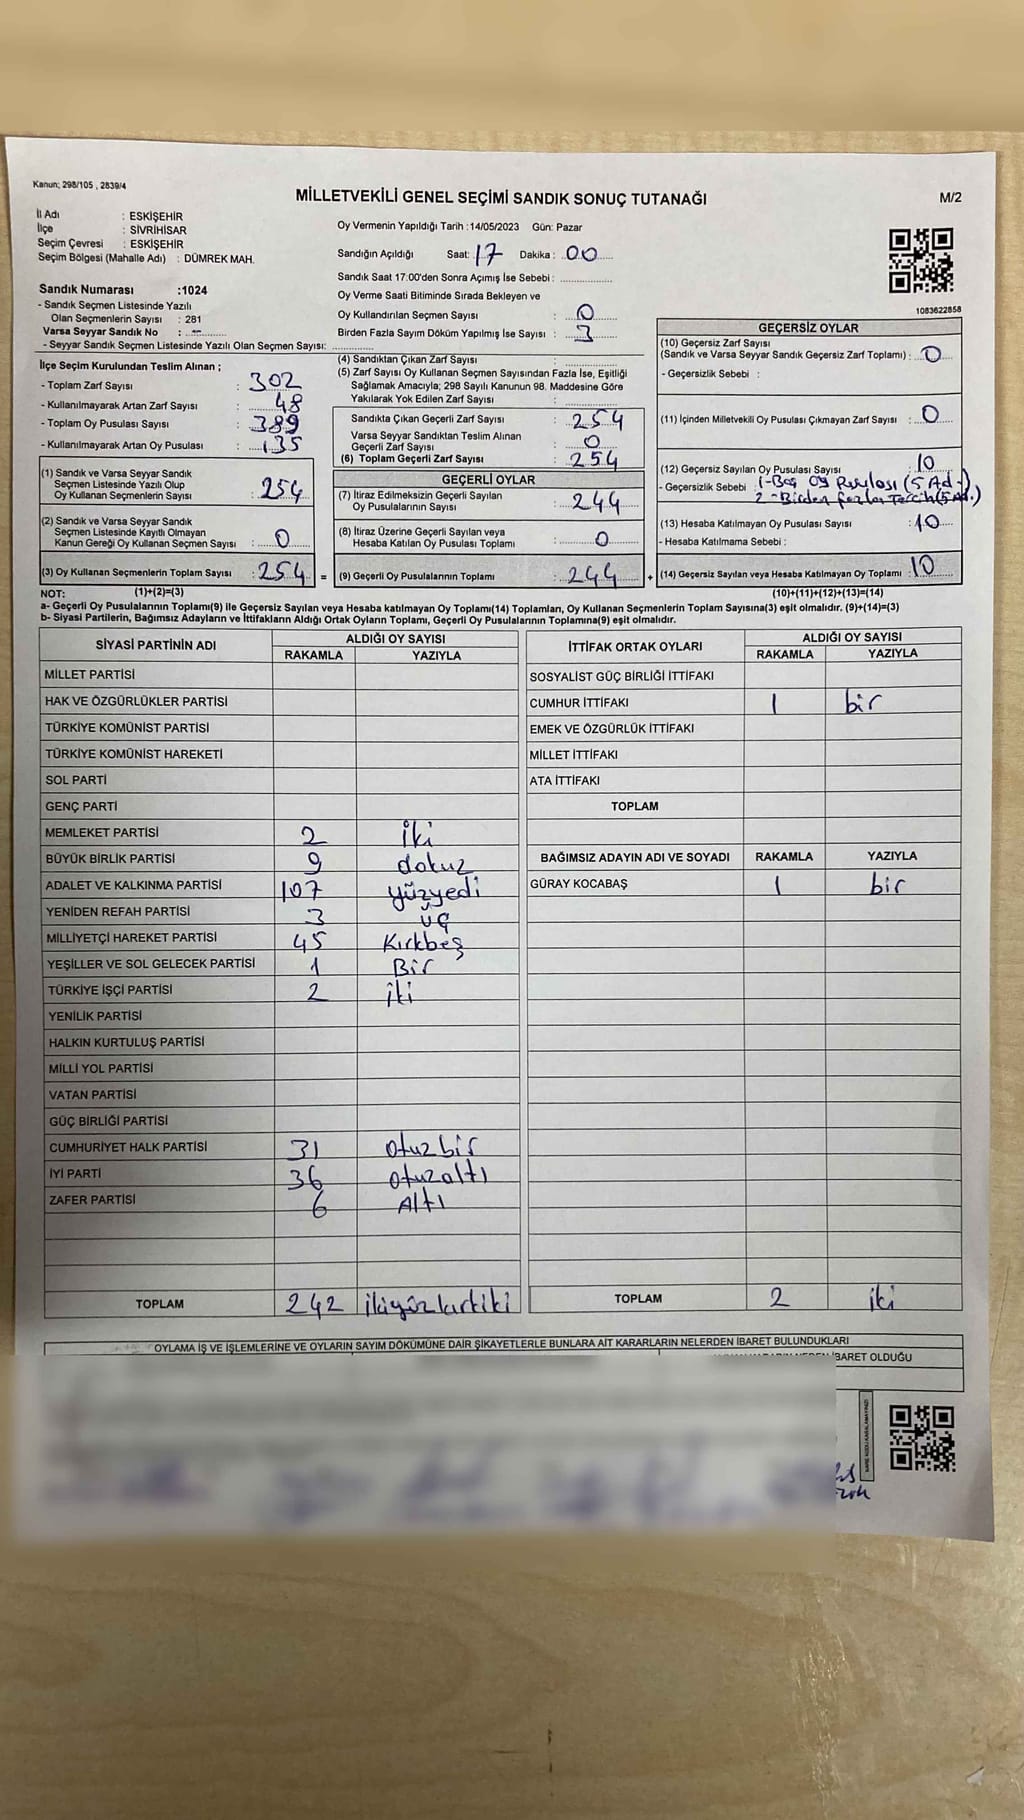 Kanun; 298/105 , 2839/4
MİLLETVEKİLİ GENEL SEÇİMİ SANDIK SONUÇ TUTANAĞI
M/2
İl Adı : ESKİŞEHİR
İlçe : SİVRİHİSAR
Seçim Çevresi : ESKİŞEHİR
Seçim Bölgesi (Mahalle Adı) : DÜMREK MAH.
Sandık Numarası :1024
- Sandık Seçmen Listesinde Yazılı
Olan Seçmenlerin Sayısı : 281
Varsa Seyyar Sandık No : -
- Seyyar Sandık Seçmen Listesinde Yazılı Olan Seçmen Sayısı:
Oy Vermenin Yapıldığı Tarih :14/05/2023 Gün: Pazar
Sandığın Açıldığı Saat: 17 Dakika : 00
Sandık Saat 17:00'den Sonra Açımış İse Sebebi :
Oy Verme Saati Bitiminde Sırada Bekleyen ve
Oy Kullandırılan Seçmen Sayısı : 0
Birden Fazla Sayım Döküm Yapılmış İse Sayısı : 3
1083622858
İlçe Seçim Kurulundan Teslim Alınan ;
- Toplam Zarf Sayısı : 302
- Kullanılmayarak Artan Zarf Sayısı : 48
- Toplam Oy Pusulası Sayısı : 389
- Kullanılmayarak Artan Oy Pusulası : 135
(1) Sandık ve Varsa Seyyar Sandık
Seçmen Listesinde Yazılı Olup
Oy Kullanan Seçmenlerin Sayısı : 254
(2) Sandık ve Varsa Seyyar Sandık
Seçmen Listesinde Kayıtlı Olmayan
Kanun Gereği Oy Kullanan Seçmen Sayısı : 0
(3) Oy Kullanan Seçmenlerin Toplam Sayısı : 254 =
(4) Sandıktan Çıkan Zarf Sayısı :
(5) Zarf Sayısı Oy Kullanan Seçmen Sayısından Fazla İse, Eşitliği
Sağlamak Amacıyla; 298 Sayılı Kanunun 98. Maddesine Göre
Yakılarak Yok Edilen Zarf Sayısı :
Sandıkta Çıkan Geçerli Zarf Sayısı : 254
Varsa Seyyar Sandıktan Teslim Alınan
Geçerli Zarf Sayısı : 0
(6) Toplam Geçerli Zarf Sayısı : 254
GEÇERLİ OYLAR
(7) İtiraz Edilmeksizin Geçerli Sayılan
Oy Pusulalarının Sayısı : 244
(8) İtiraz Üzerine Geçerli Sayılan veya
Hesaba Katılan Oy Pusulası Toplamı : 0
(9) Geçerli Oy Pusulalarının Toplamı : 244 +
GEÇERSİZ OYLAR
(10) Geçersiz Zarf Sayısı
(Sandık ve Varsa Seyyar Sandık Geçersiz Zarf Toplamı) : 0
- Geçersizlik Sebebi :
(11) İçinden Milletvekili Oy Pusulası Çıkmayan Zarf Sayısı : 0
(12) Geçersiz Sayılan Oy Pusulası Sayısı : 10
- Geçersizlik Sebebi : 1-Boş Oy Pusulası (5 Ad.)
2-Birden fazla Tercih (5 Ad.)
(13) Hesaba Katılmayan Oy Pusulası Sayısı : 10
- Hesaba Katılmama Sebebi :
(14) Geçersiz Sayılan veya Hesaba Katılmayan Oy Toplamı : 10
NOT: (1)+(2)=(3)
(10)+(11)+(12)+(13)=(14)
a- Geçerli Oy Pusulalarının Toplamı(9) ile Geçersiz Sayılan veya Hesaba katılmayan Oy Toplamı(14) Toplamları, Oy Kullanan Seçmenlerin Toplam Sayısına(3) eşit olmalıdır. (9)+(14)=(3)
b- Siyasi Partilerin, Bağımsız Adayların ve İttifakların Aldığı Ortak Oyların Toplamı, Geçerli Oy Pusulalarının Toplamına(9) eşit olmalıdır.
SİYASİ PARTİNİN ADI ALDIĞI OY SAYISI
RAKAMLA YAZIYLA
MİLLET PARTİSİ
HAK VE ÖZGÜRLÜKLER PARTİSİ
TÜRKİYE KOMÜNİST PARTİSİ
TÜRKİYE KOMÜNİST HAREKETİ
SOL PARTİ
GENÇ PARTİ
MEMLEKET PARTİSİ 2 İki
BÜYÜK BİRLİK PARTİSİ 9 dokuz
ADALET VE KALKINMA PARTİSİ 107 yüzyedi
YENİDEN REFAH PARTİSİ 3 üç
MİLLİYETÇİ HAREKET PARTİSİ 45 Kırkbeş
YEŞİLLER VE SOL GELECEK PARTİSİ 1 Bir
TÜRKİYE İŞÇİ PARTİSİ 2 iki
YENİLİK PARTİSİ
HALKIN KURTULUŞ PARTİSİ
MİLLİ YOL PARTİSİ
VATAN PARTİSİ
GÜÇ BİRLİĞİ PARTİSİ
CUMHURİYET HALK PARTİSİ 31 otuzbir
İYİ PARTİ 36 otuzaltı
ZAFER PARTİSİ 6 Altı
TOPLAM 242 ikiyüzkırkiki
İTTİFAK ORTAK OYLARI ALDIĞI OY SAYISI
RAKAMLA YAZIYLA
SOSYALİST GÜÇ BİRLİĞİ İTTİFAKI
CUMHUR İTTİFAKI 1 bir
EMEK VE ÖZGÜRLÜK İTTİFAKI
MİLLET İTTİFAKI
ATA İTTİFAKI
TOPLAM
BAĞIMSIZ ADAYIN ADI VE SOYADI RAKAMLA YAZIYLA
GÜRAY KOCABAŞ 1 bir
TOPLAM 2 iki
OYLAMA İŞ VE İŞLEMLERİNE VE OYLARIN SAYIM DÖKÜMÜNE DAİR ŞİKAYETLERLE BUNLARA AİT KARARLARIN NELERDEN İBARET BULUNDUKLARI
İBARET OLDUĞU